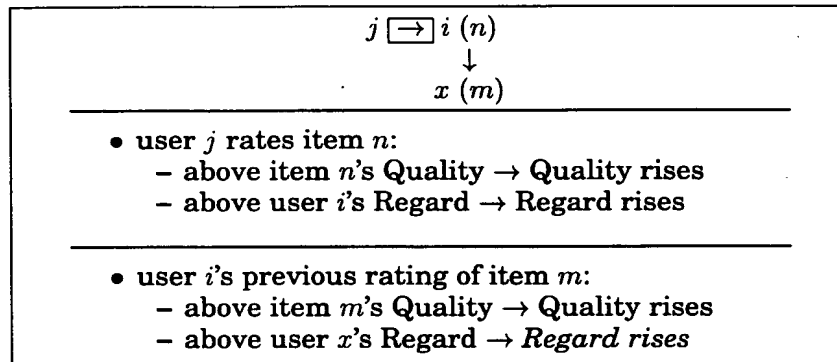 j → i (n)
↓
x (m)
• user j rates item n:
– above item n's Quality → Quality rises
– above user i's Regard → Regard rises
• user i's previous rating of item m:
– above item m's Quality → Quality rises
– above user x's Regard → Regard rises